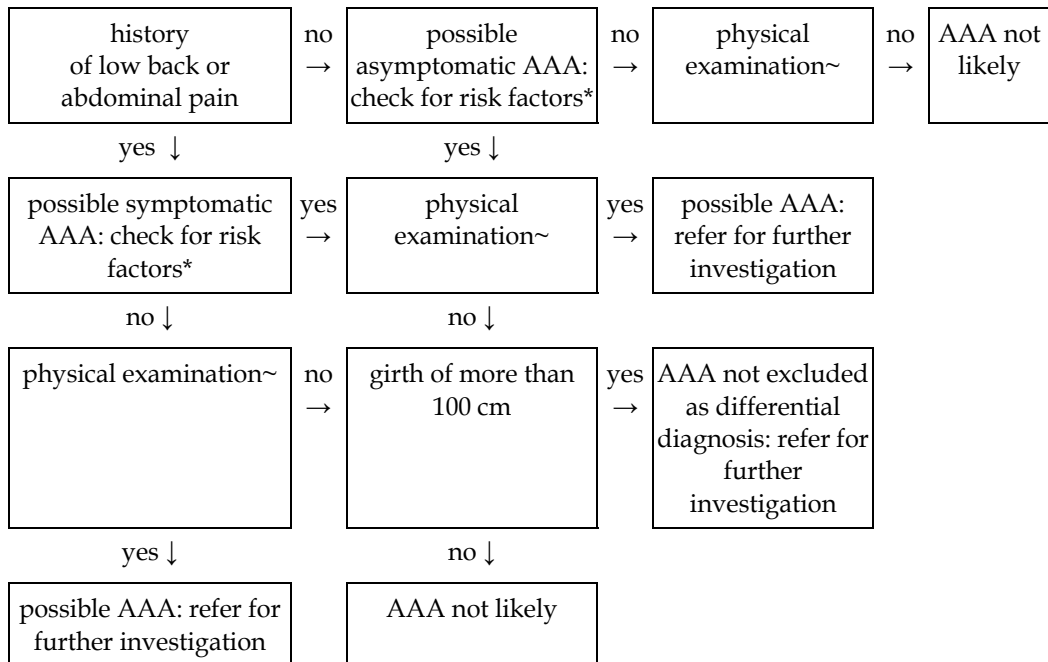 history
of low back or
abdominal pain
no
→
possible
asymptomatic AAA:
check for risk factors*
no
→
physical
examination~
no
→
AAA not
likely
yes ↓
yes ↓
possible symptomatic
AAA: check for risk
factors*
yes
→
physical
examination~
yes
→
possible AAA:
refer for further
investigation
no ↓
no ↓
physical examination~
no
→
girth of more than
100 cm
yes
→
AAA not excluded
as differential
diagnosis: refer for
further
investigation
yes ↓
no ↓
possible AAA: refer for
further investigation
AAA not likely